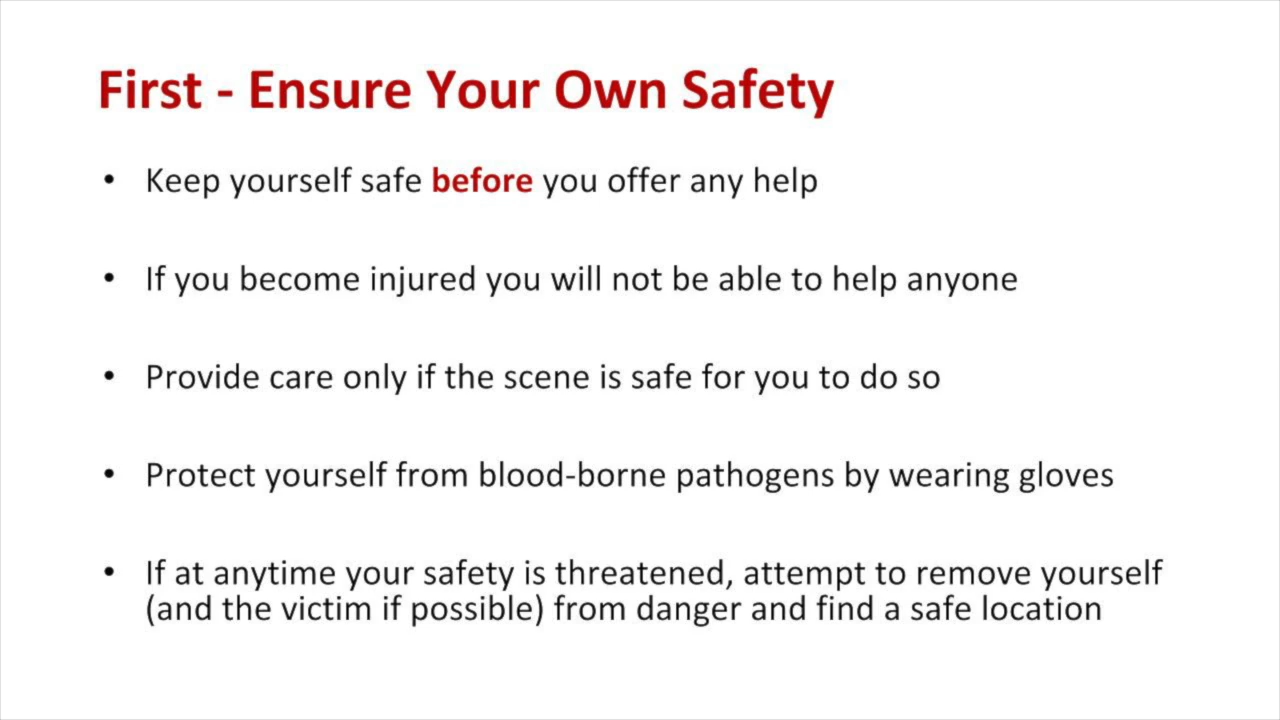 First - Ensure Your Own Safety
• Keep yourself safe before you offer any help
• If you become injured you will not be able to help anyone
• Provide care only if the scene is safe for you to do so
• Protect yourself from blood-borne pathogens by wearing gloves
• If at anytime your safety is threatened, attempt to remove yourself
(and the victim if possible) from danger and find a safe location